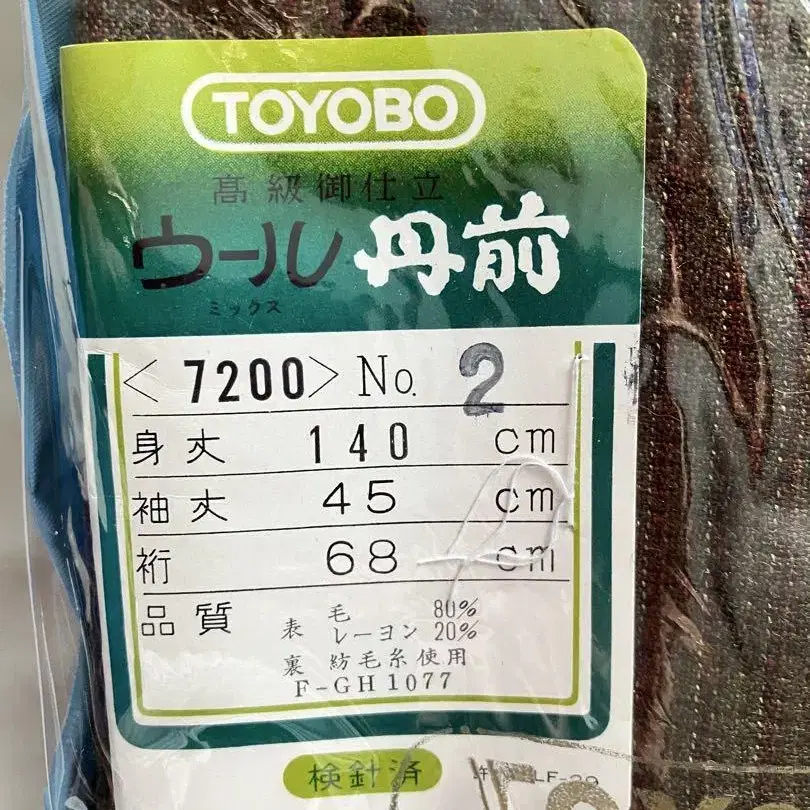 TOYOBO
高級御仕立
ウール丹前
ミックス
<7200>No. 2
身丈 140 cm
袖丈 45 cm
裄 68 cm
品質 表 毛 80%
レーヨン 20%
裏 紡毛糸使用
F-GH1077
検針済
LF-29